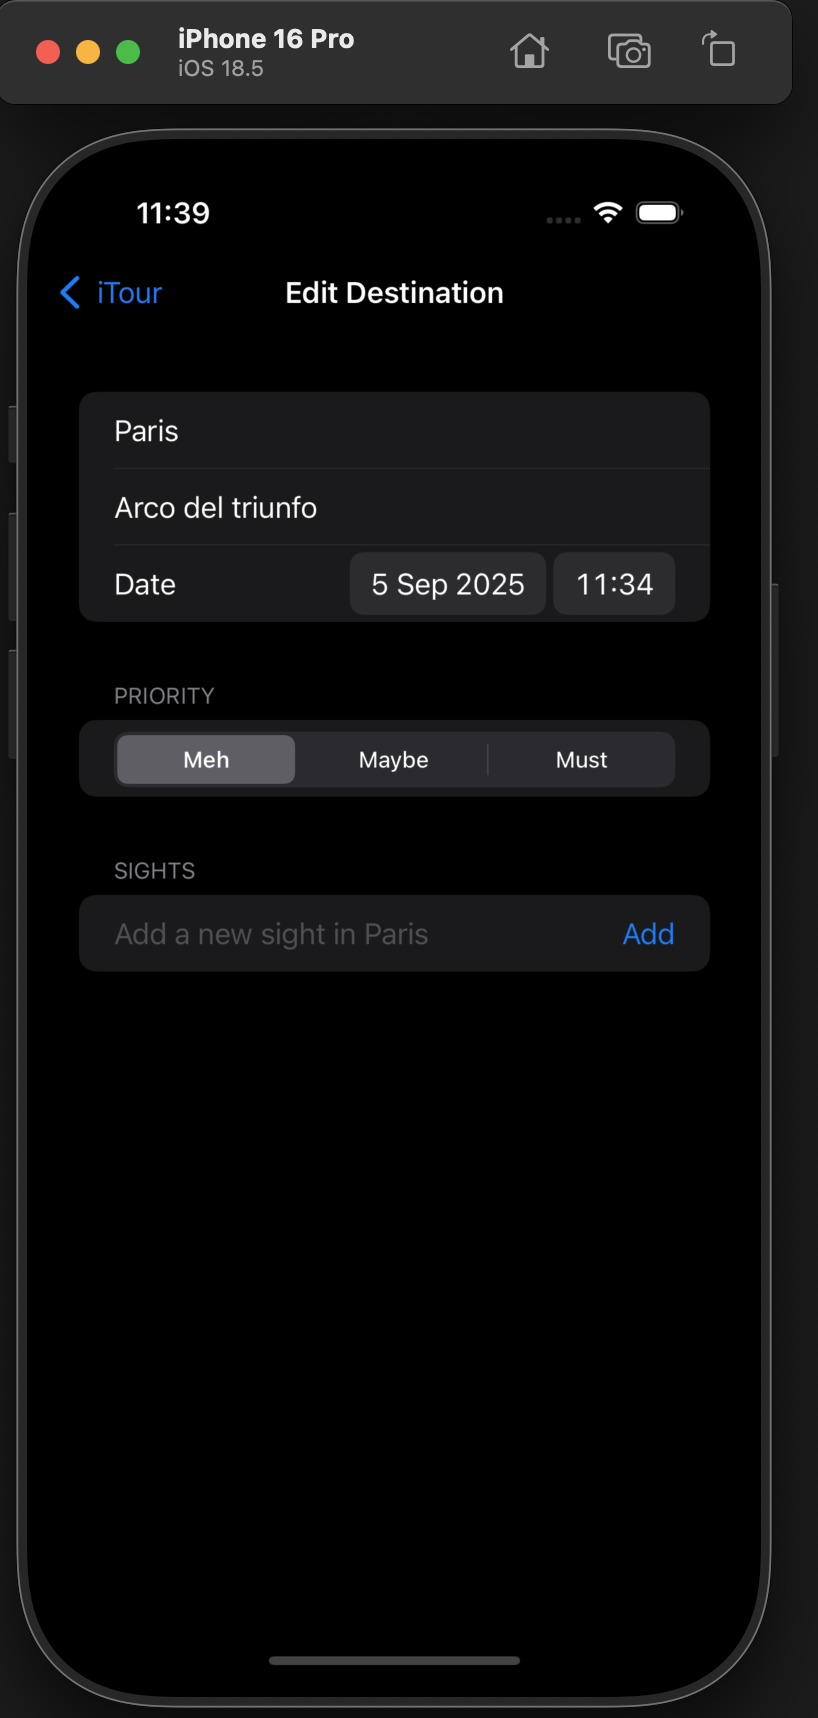 iPhone 16 Pro
iOS 18.5
11:39
iTour
Edit Destination
Paris
Arco del triunfo
Date 5 Sep 2025 11:34
PRIORITY
Meh Maybe Must
SIGHTS
Add a new sight in Paris Add